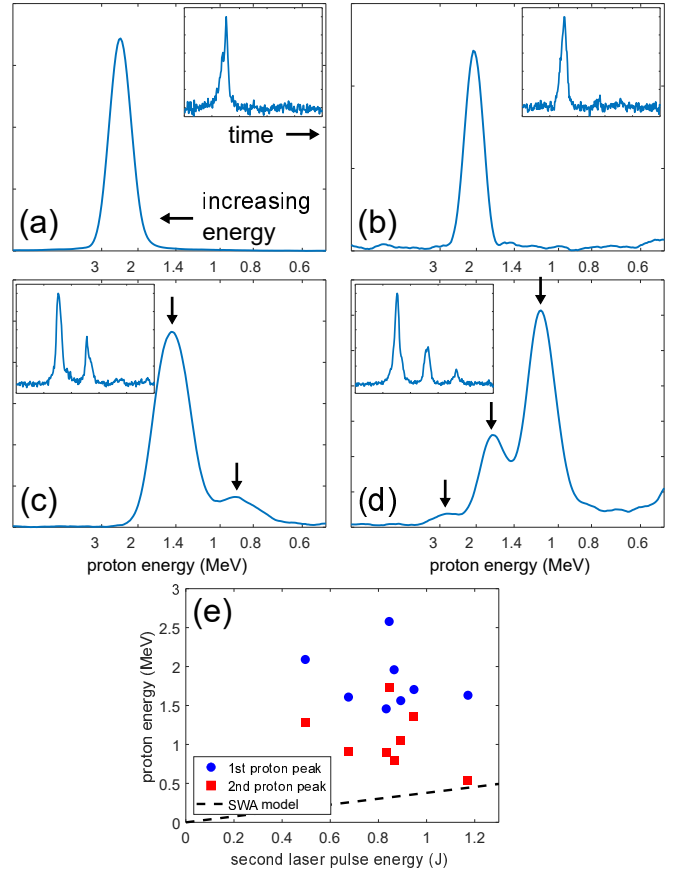 time
(a)
increasing
energy
3 2 1.4 1 0.8 0.6
(b)
3 2 1.4 1 0.8 0.6
(c)
3 2 1.4 1 0.8 0.6
proton energy (MeV)
(d)
3 2 1.4 1 0.8 0.6
proton energy (MeV)
(e)
proton energy (MeV)
3
2.5
2
1.5
1
0.5
0
1st proton peak
2nd proton peak
SWA model
0 0.2 0.4 0.6 0.8 1 1.2
second laser pulse energy (J)